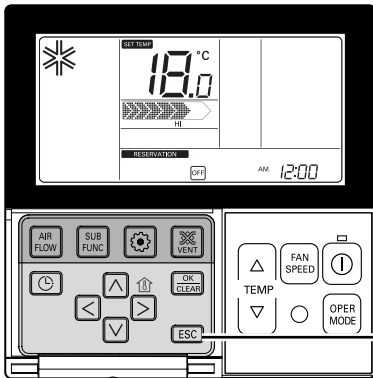 SET TEMP
18.0 °C
HI
RESERVATION
OFF AM 12:00
AIR FLOW
SUB FUNC
VENT
OK CLEAR
ESC
TEMP
FAN SPEED
OPER MODE